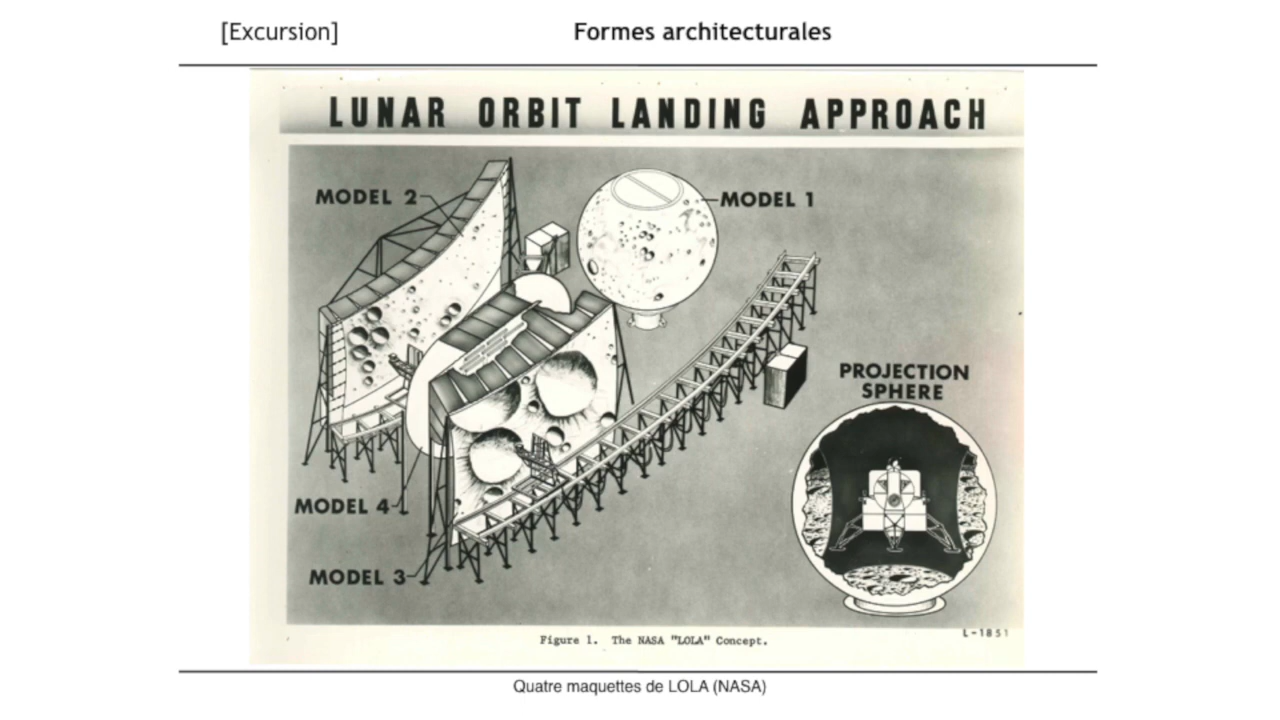 [Excursion]
Formes architecturales
LUNAR ORBIT LANDING APPROACH
MODEL 2
MODEL 1
PROJECTION
SPHERE
MODEL 4
MODEL 3
L-1851
Figure 1. The NASA "LOLA" Concept.
Quatre maquettes de LOLA (NASA)